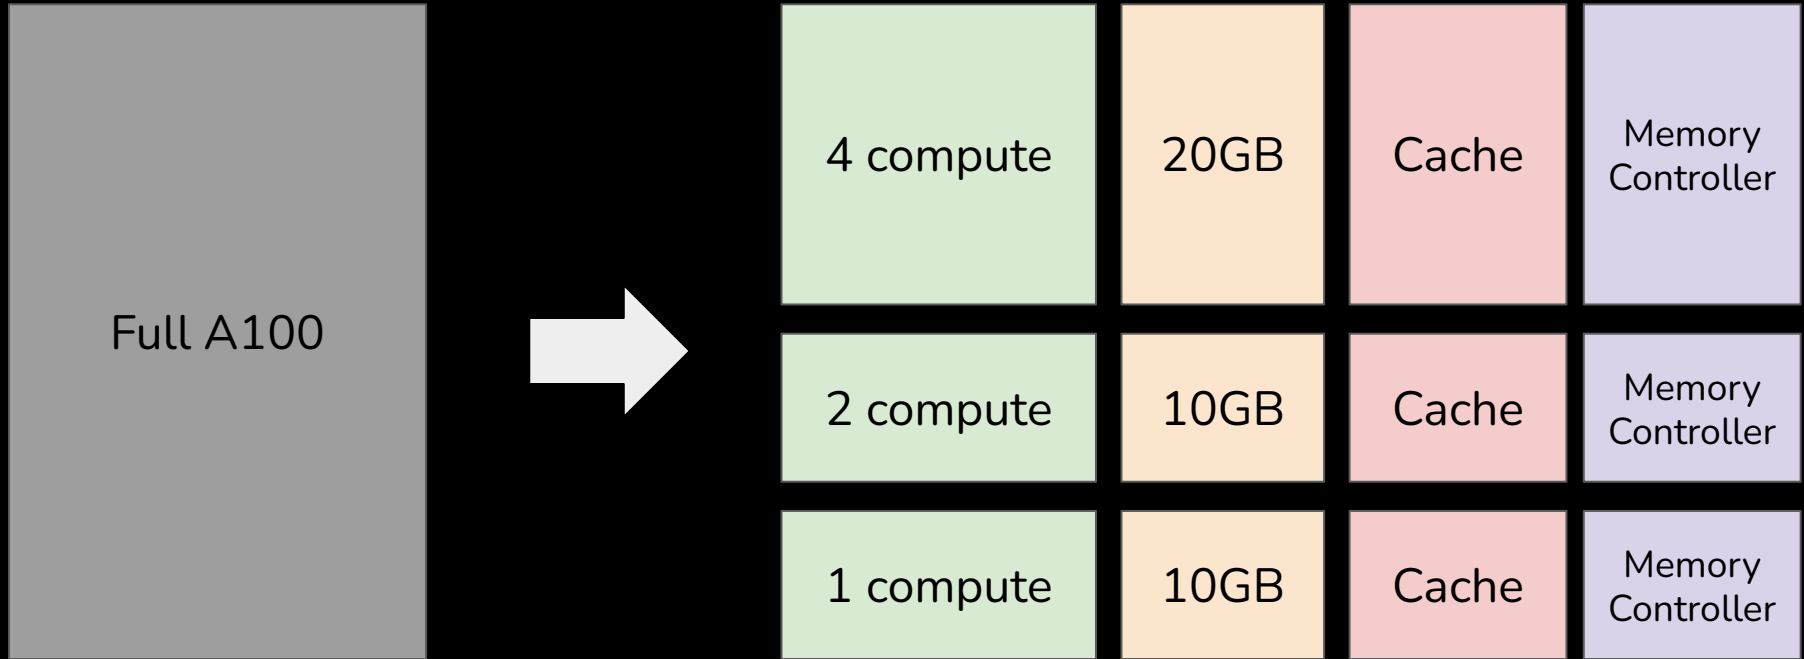 Full A100
4 compute
20GB
Cache
Memory
Controller
2 compute
10GB
Cache
Memory
Controller
1 compute
10GB
Cache
Memory
Controller